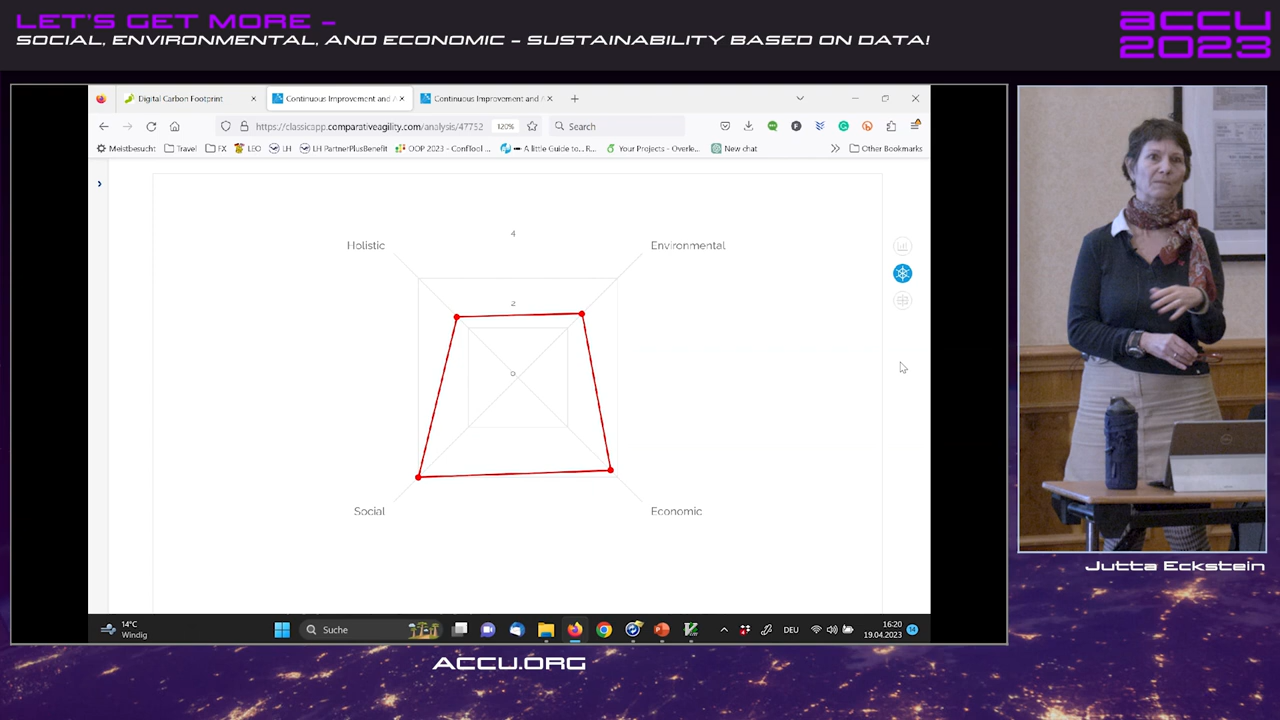 LET'S GET MORE –
SOCIAL, ENVIRONMENTAL, AND ECONOMIC – SUSTAINABILITY BASED ON DATA!
ACCU
2023
Digital Carbon Footprint
Continuous Improvement and
Continuous Improvement and
https://classicapp.comparativeagility.com/analysis/47752
120%
Search
Meistbesucht
Travel
FX
LEO
LH
LH PartnerPlusBenefit
OOP 2023 - ConfTool ...
A little Guide to... R...
Your Projects - Overle...
New chat
Other Bookmarks
4
Holistic
Environmental
2
0
Social
Economic
14°C
Windig
Suche
DEU
16:20
19.04.2023
Jutta Eckstein
ACCU.ORG